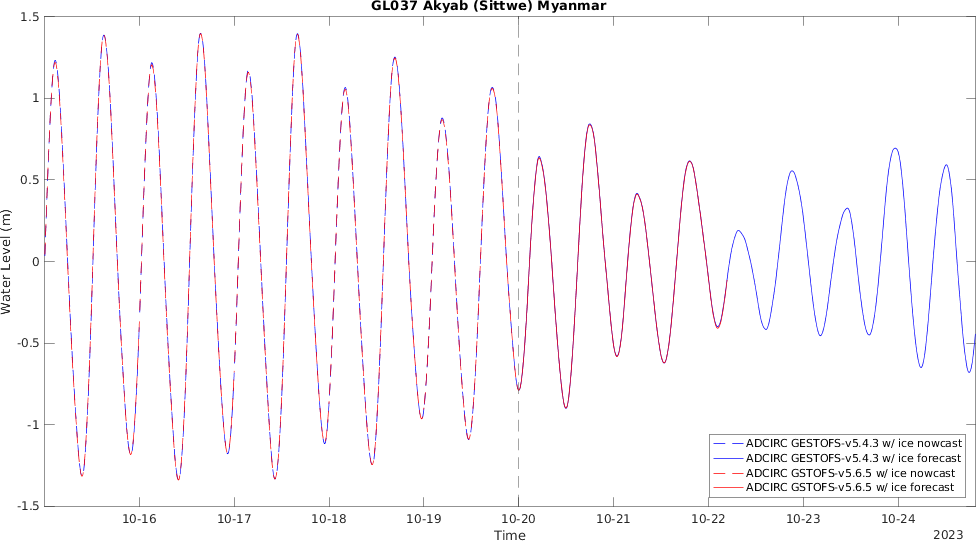 GL037 Akyab (Sittwe) Myanmar
1.5
1
0.5
0
-0.5
-1
-1.5
Water Level (m)
10-16
10-17
10-18
10-19
10-20
10-21
10-22
10-23
10-24
Time
2023
ADCIRC GESTOFS-v5.4.3 w/ ice nowcast
ADCIRC GESTOFS-v5.4.3 w/ ice forecast
ADCIRC GSTOFS-v5.6.5 w/ ice nowcast
ADCIRC GSTOFS-v5.6.5 w/ ice forecast